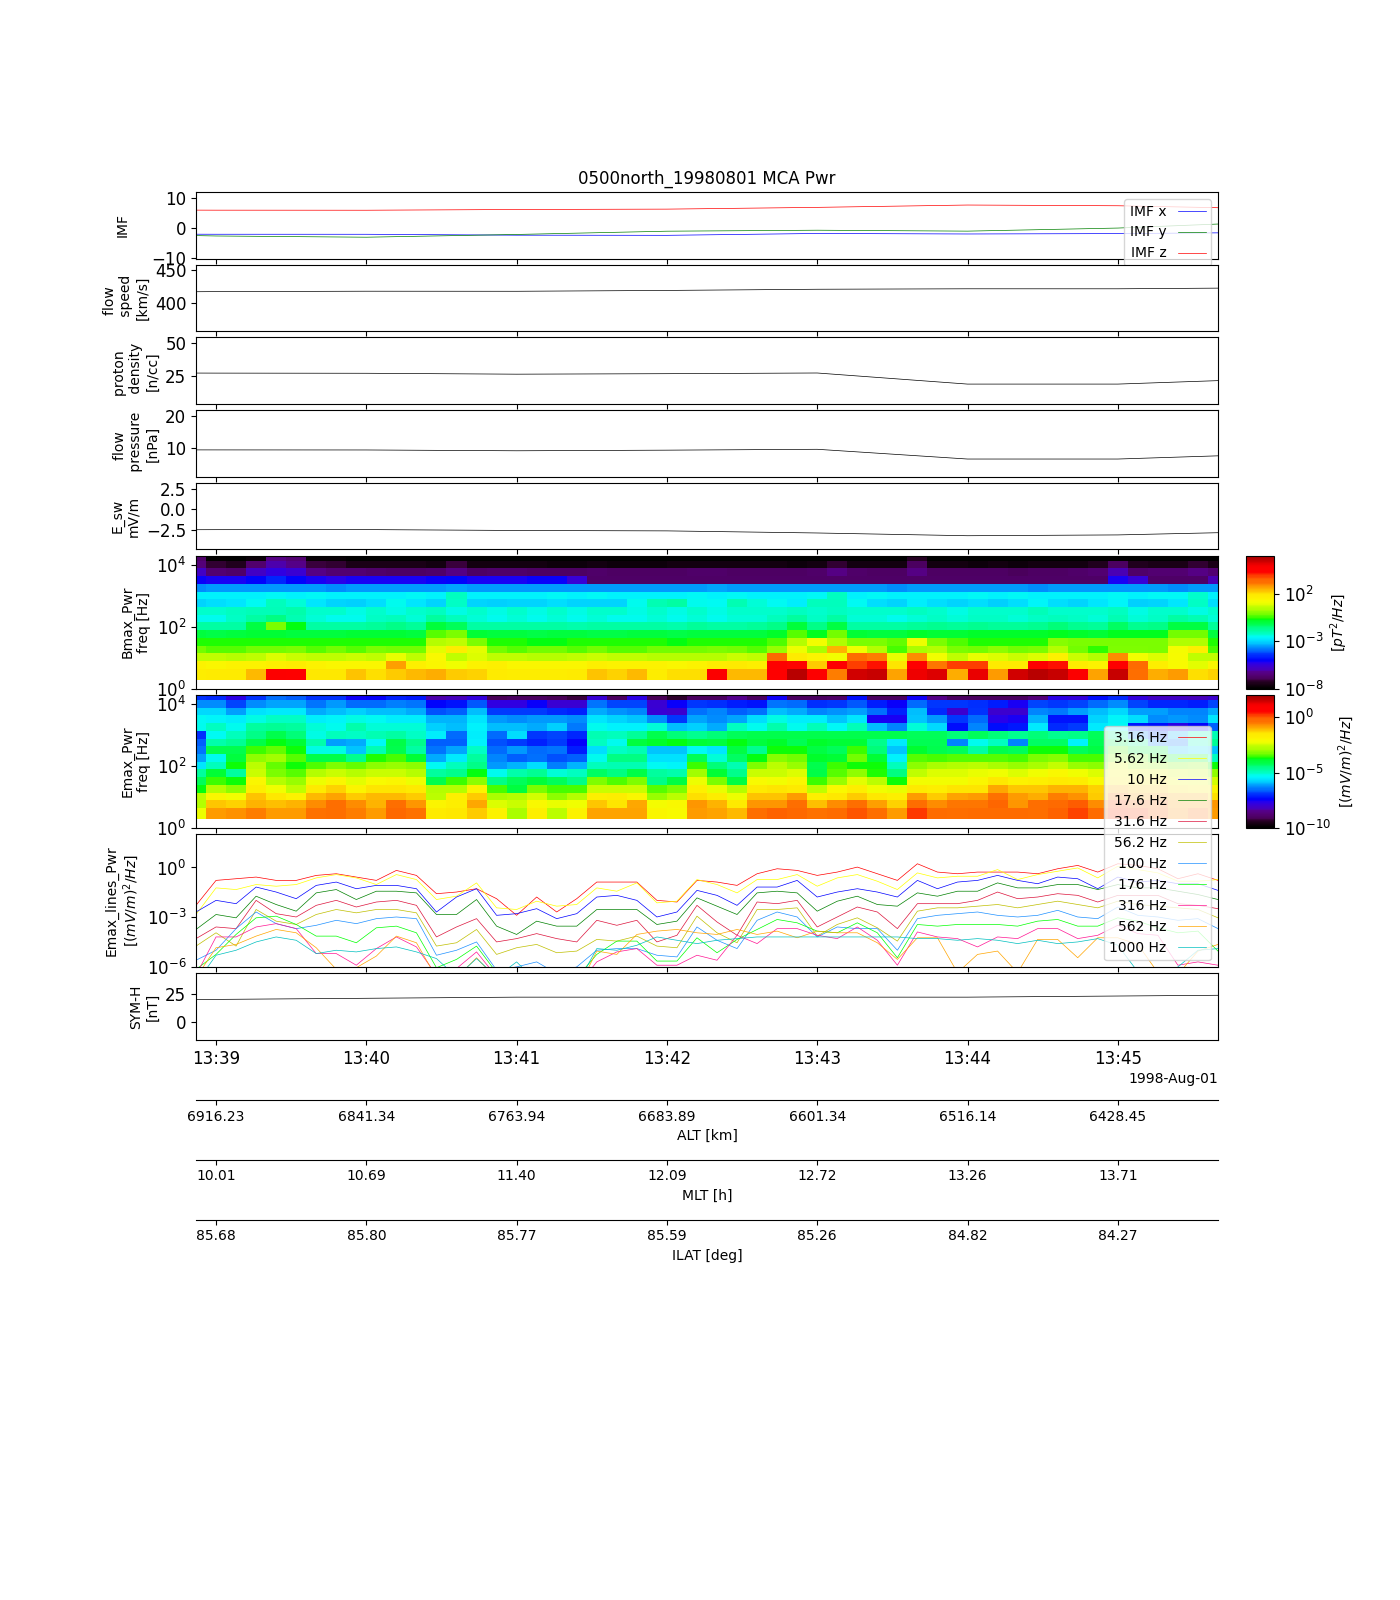 0500north_19980801 MCA Pwr
10
0
−10
IMF
IMF x
IMF y
IMF z
450
400
flow
speed
[km/s]
50
25
proton
density
[n/cc]
20
10
flow
pressure
[nPa]
2.5
0.0
−2.5
E_sw
mV/m
10^4
10^2
10^0
Bmax_Pwr
freq [Hz]
10^2
10^−3
10^−8
[pT^2/Hz]
10^4
10^2
10^0
Emax_Pwr
freq [Hz]
10^0
10^−5
10^−10
[(mV/m)^2/Hz]
3.16 Hz
5.62 Hz
10 Hz
17.6 Hz
31.6 Hz
56.2 Hz
100 Hz
176 Hz
316 Hz
562 Hz
1000 Hz
10^0
10^−3
10^−6
Emax_lines_Pwr
[(mV/m)^2/Hz]
25
0
SYM-H
[nT]
13:39 13:40 13:41 13:42 13:43 13:44 13:45
1998-Aug-01
6916.23 6841.34 6763.94 6683.89 6601.34 6516.14 6428.45
ALT [km]
10.01 10.69 11.40 12.09 12.72 13.26 13.71
MLT [h]
85.68 85.80 85.77 85.59 85.26 84.82 84.27
ILAT [deg]